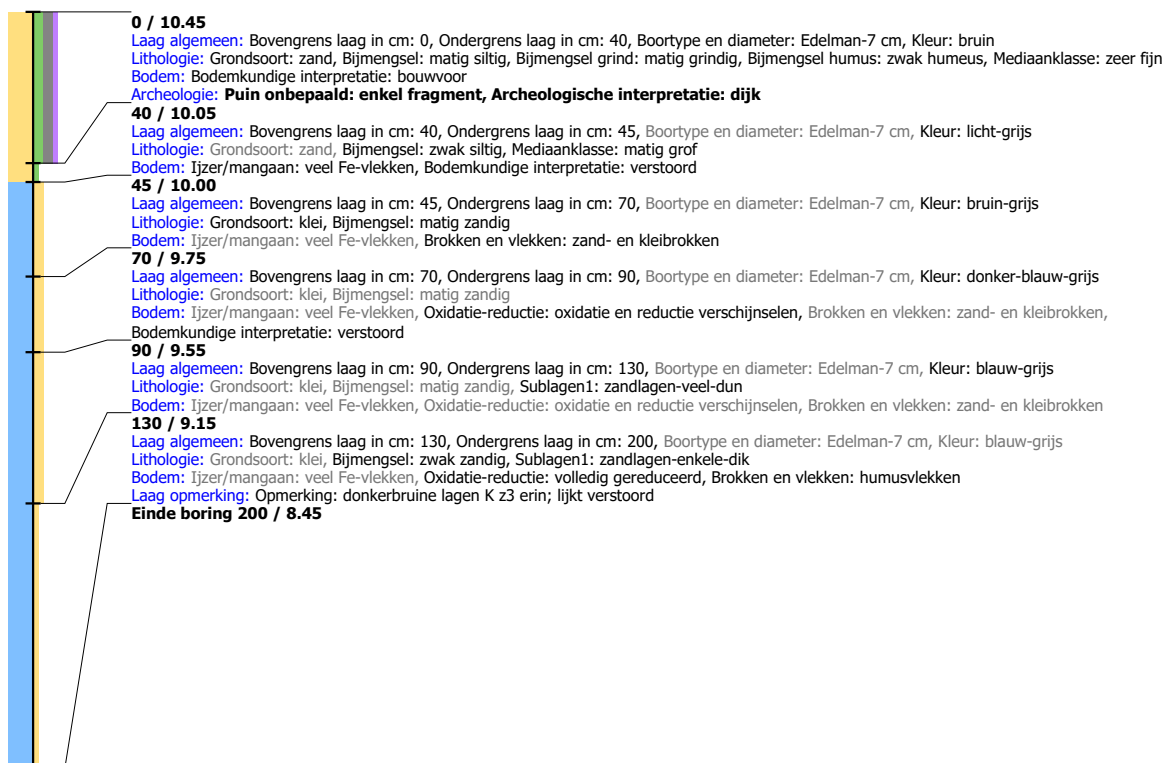 0 / 10.45
Laag algemeen: Bovengrens laag in cm: 0, Ondergrens laag in cm: 40, Boortype en diameter: Edelman-7 cm, Kleur: bruin
Lithologie: Grondsoort: zand, Bijmengsel: matig siltig, Bijmengsel grind: matig grindig, Bijmengsel humus: zwak humeus, Mediaanklasse: zeer fijn
Bodem: Bodemkundige interpretatie: bouwvoor
Archeologie: Puin onbepaald: enkel fragment, Archeologische interpretatie: dijk
40 / 10.05
Laag algemeen: Bovengrens laag in cm: 40, Ondergrens laag in cm: 45, Boortype en diameter: Edelman-7 cm, Kleur: licht-grijs
Lithologie: Grondsoort: zand, Bijmengsel: zwak siltig, Mediaanklasse: matig grof
Bodem: Ijzer/mangaan: veel Fe-vlekken, Bodemkundige interpretatie: verstoord
45 / 10.00
Laag algemeen: Bovengrens laag in cm: 45, Ondergrens laag in cm: 70, Boortype en diameter: Edelman-7 cm, Kleur: bruin-grijs
Lithologie: Grondsoort: klei, Bijmengsel: matig zandig
Bodem: Ijzer/mangaan: veel Fe-vlekken, Brokken en vlekken: zand- en kleibrokken
70 / 9.75
Laag algemeen: Bovengrens laag in cm: 70, Ondergrens laag in cm: 90, Boortype en diameter: Edelman-7 cm, Kleur: donker-blauw-grijs
Lithologie: Grondsoort: klei, Bijmengsel: matig zandig
Bodem: Ijzer/mangaan: veel Fe-vlekken, Oxidatie-reductie: oxidatie en reductie verschijnselen, Brokken en vlekken: zand- en kleibrokken,
Bodemkundige interpretatie: verstoord
90 / 9.55
Laag algemeen: Bovengrens laag in cm: 90, Ondergrens laag in cm: 130, Boortype en diameter: Edelman-7 cm, Kleur: blauw-grijs
Lithologie: Grondsoort: klei, Bijmengsel: matig zandig, Sublagen1: zandlagen-veel-dun
Bodem: Ijzer/mangaan: veel Fe-vlekken, Oxidatie-reductie: oxidatie en reductie verschijnselen, Brokken en vlekken: zand- en kleibrokken
130 / 9.15
Laag algemeen: Bovengrens laag in cm: 130, Ondergrens laag in cm: 200, Boortype en diameter: Edelman-7 cm, Kleur: blauw-grijs
Lithologie: Grondsoort: klei, Bijmengsel: zwak zandig, Sublagen1: zandlagen-enkele-dik
Bodem: Ijzer/mangaan: veel Fe-vlekken, Oxidatie-reductie: volledig gereduceerd, Brokken en vlekken: humusvlekken
Laag opmerking: Opmerking: donkerbruine lagen K z3 erin; lijkt verstoord
Einde boring 200 / 8.45